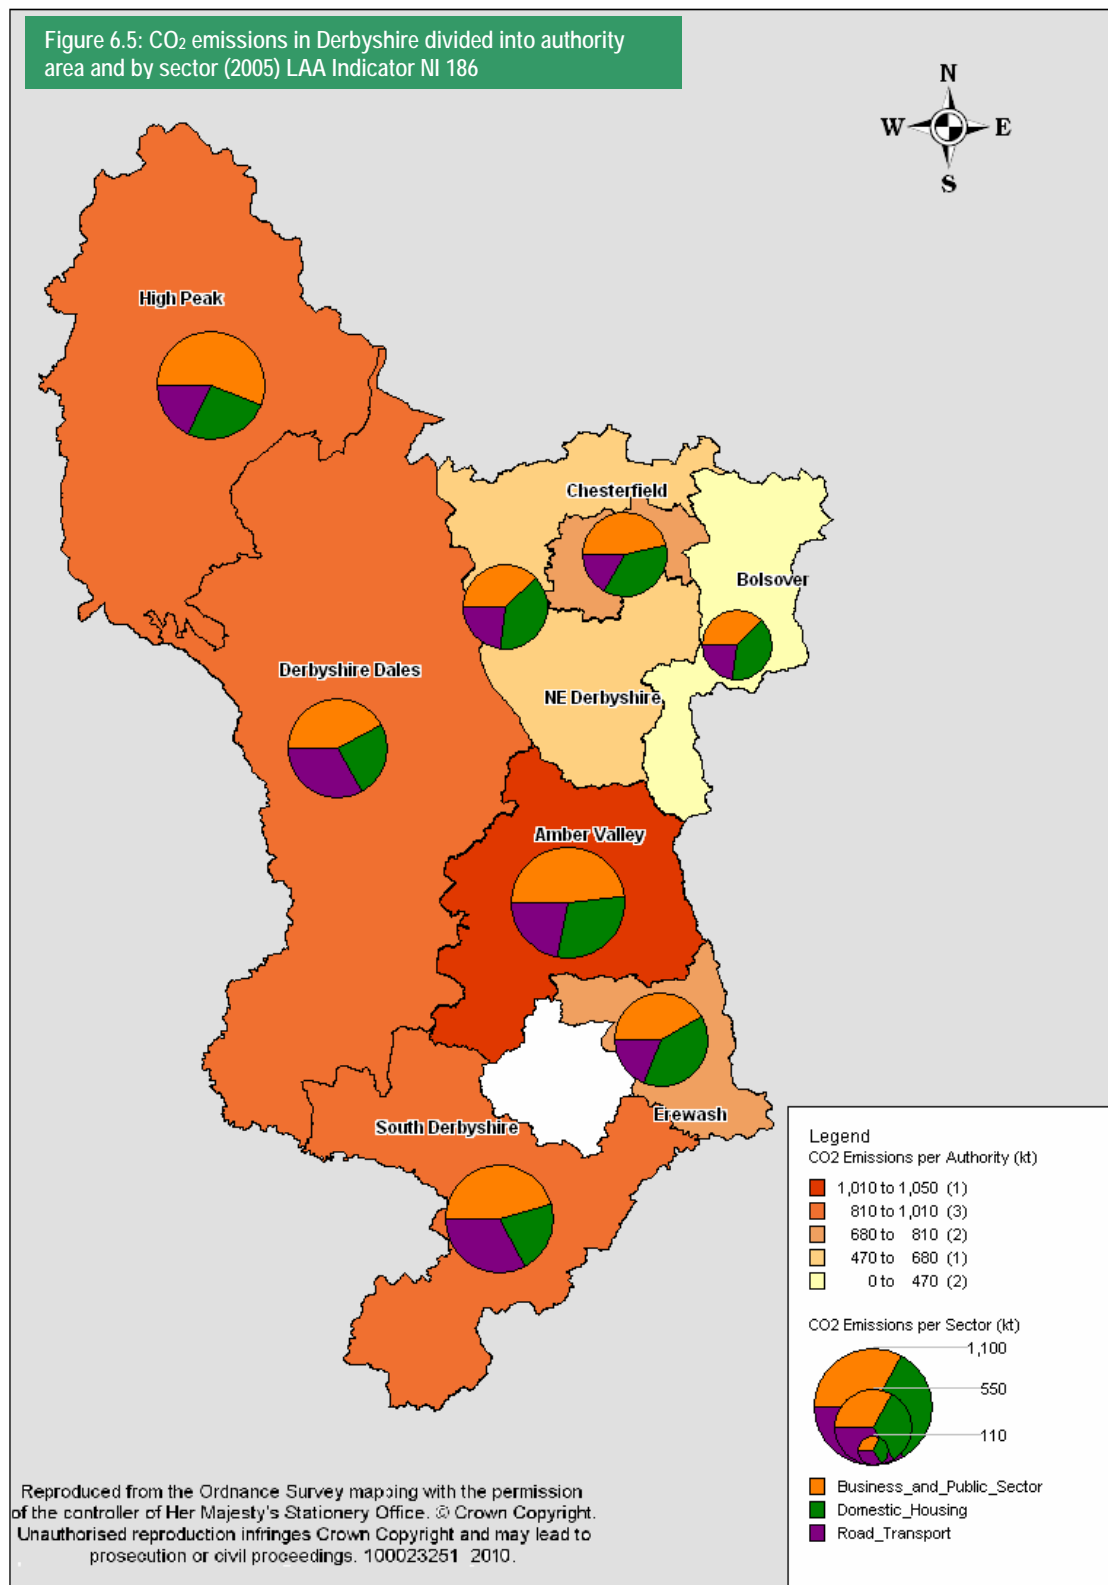 Figure 6.5: CO2 emissions in Derbyshire divided into authority
area and by sector (2005) LAA Indicator NI 186
N
W E
S
High Peak
Chesterfield
Bolsover
Derbyshire Dales
NE Derbyshire
Amber Valley
Erewash
South Derbyshire
Legend
CO2 Emissions per Authority (kt)
1,010 to 1,050 (1)
810 to 1,010 (3)
680 to 810 (2)
470 to 680 (1)
0 to 470 (2)
CO2 Emissions per Sector (kt)
1,100
550
110
Business_and_Public_Sector
Domestic_Housing
Road_Transport
Reproduced from the Ordnance Survey mapping with the permission
of the controller of Her Majesty's Stationery Office. © Crown Copyright.
Unauthorised reproduction infringes Crown Copyright and may lead to
prosecution or civil proceedings. 100023251 2010.